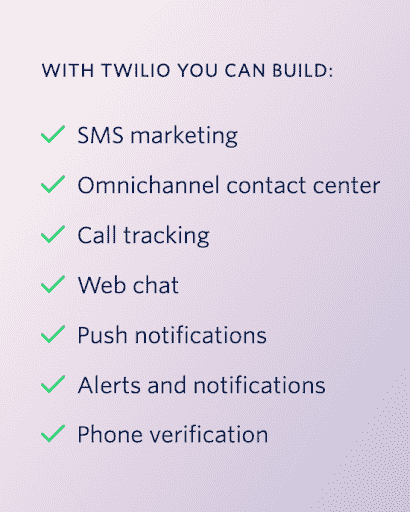 WITH TWILIO YOU CAN BUILD:
SMS marketing
Omnichannel contact center
Call tracking
Web chat
Push notifications
Alerts and notifications
Phone verification